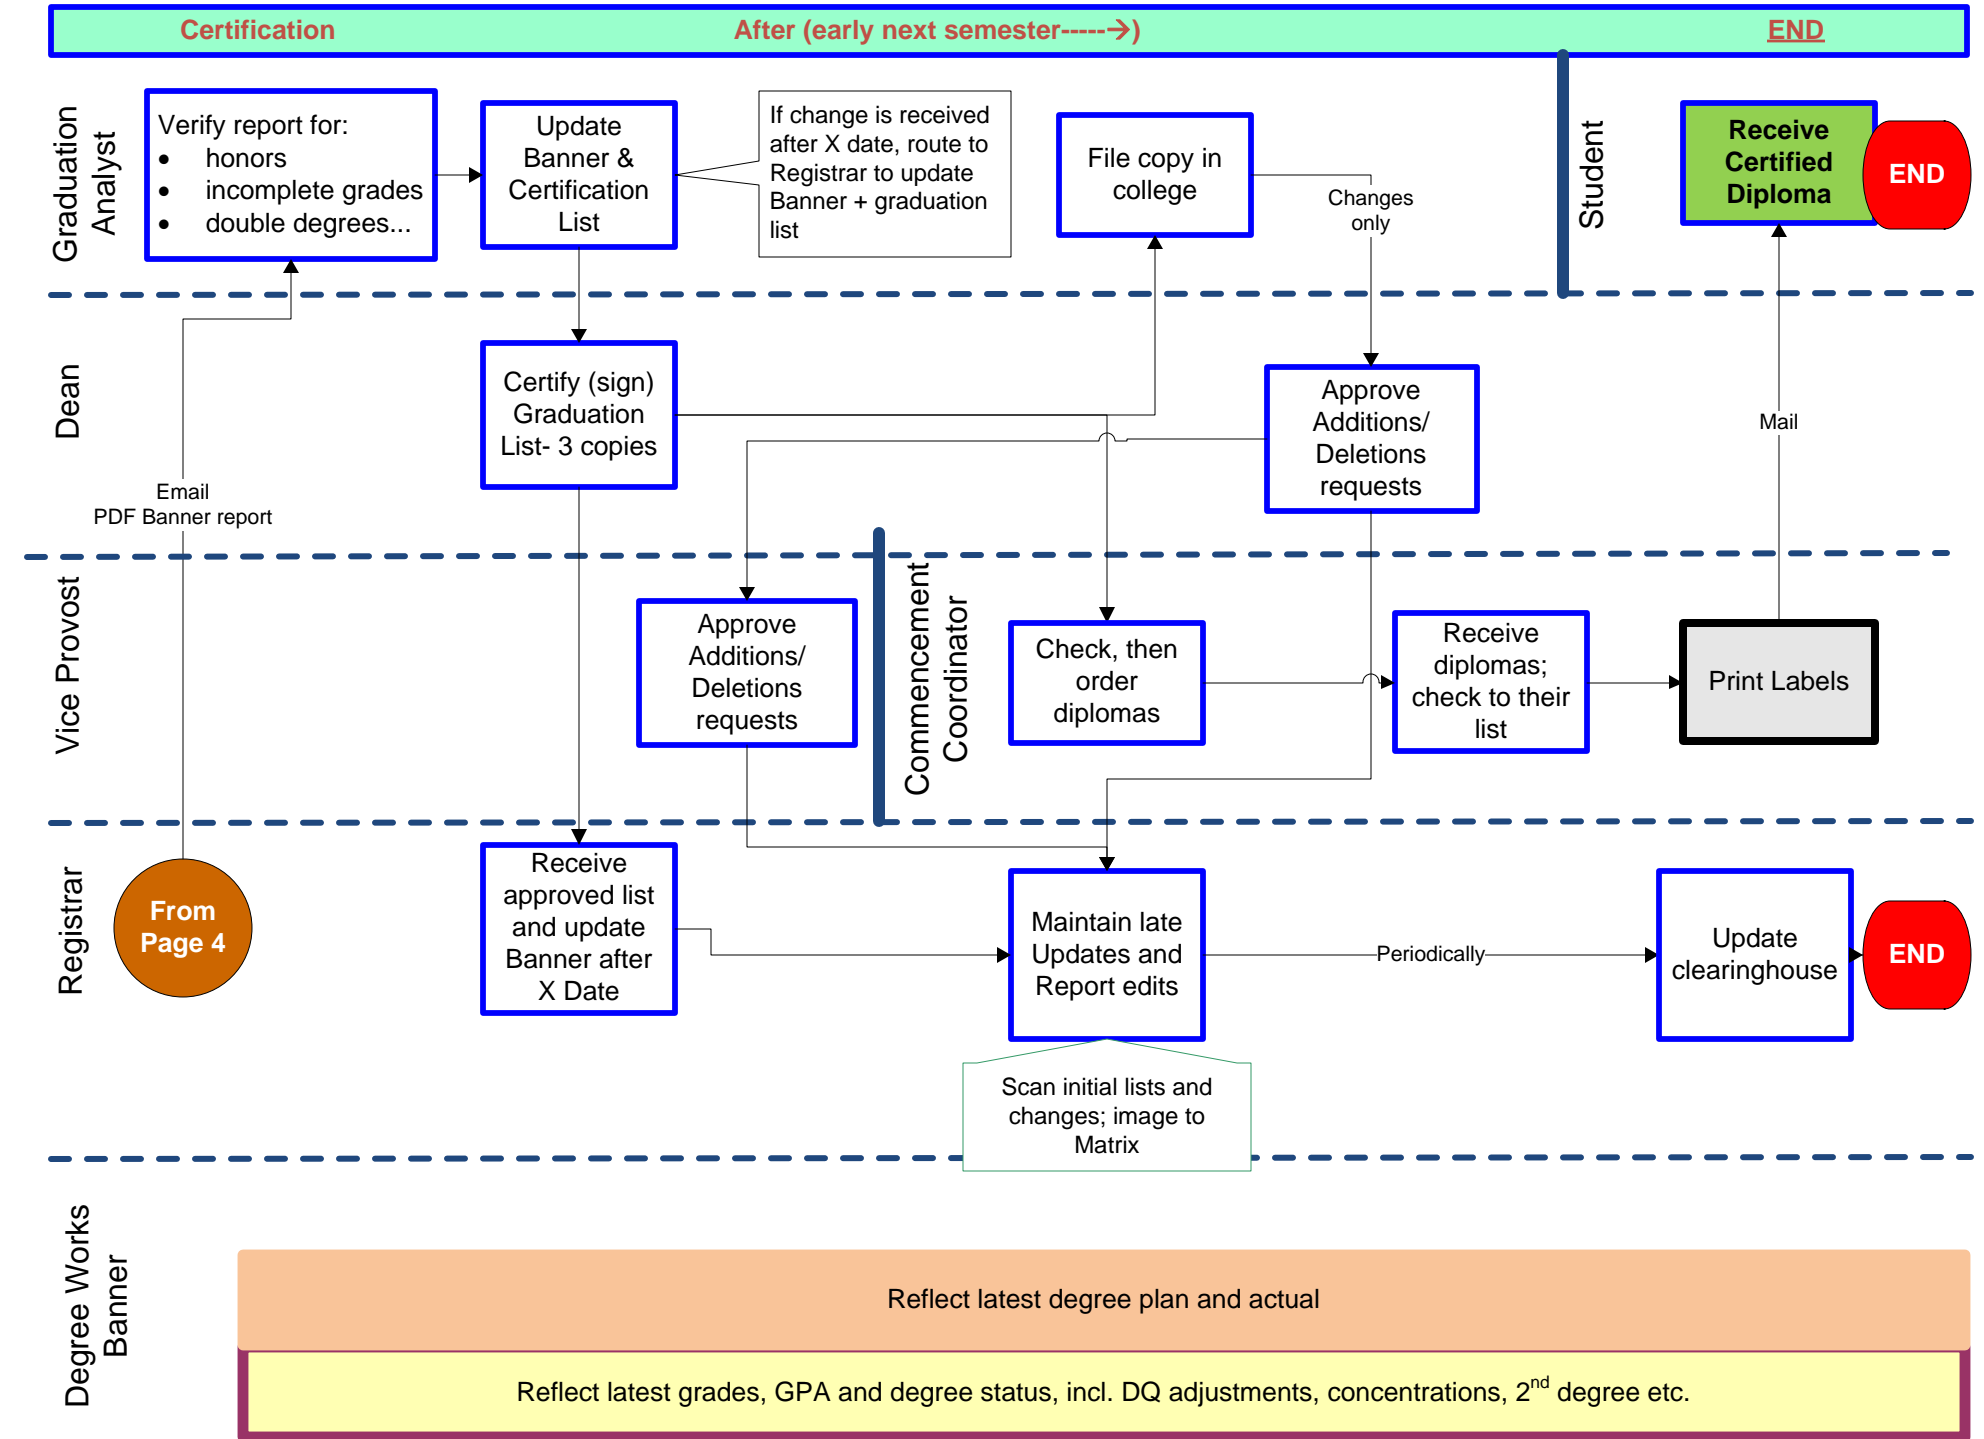 Certification
After (early next semester-----→)
END
Graduation
Analyst
Verify report for:
• honors
• incomplete grades
• double degrees...
Update
Banner &
Certification
List
If change is received
after X date, route to
Registrar to update
Banner + graduation
list
File copy in
college
Changes
only
Student
Receive
Certified
Diploma
END
Dean
Certify (sign)
Graduation
List- 3 copies
Approve
Additions/
Deletions
requests
Mail
Email
PDF Banner report
Vice Provost
Approve
Additions/
Deletions
requests
Commencement
Coordinator
Check, then
order
diplomas
Receive
diplomas;
check to their
list
Print Labels
Registrar
From
Page 4
Receive
approved list
and update
Banner after
X Date
Maintain late
Updates and
Report edits
Periodically
Update
clearinghouse
END
Scan initial lists and
changes; image to
Matrix
Degree Works
Banner
Reflect latest degree plan and actual
Reflect latest grades, GPA and degree status, incl. DQ adjustments, concentrations, 2nd degree etc.